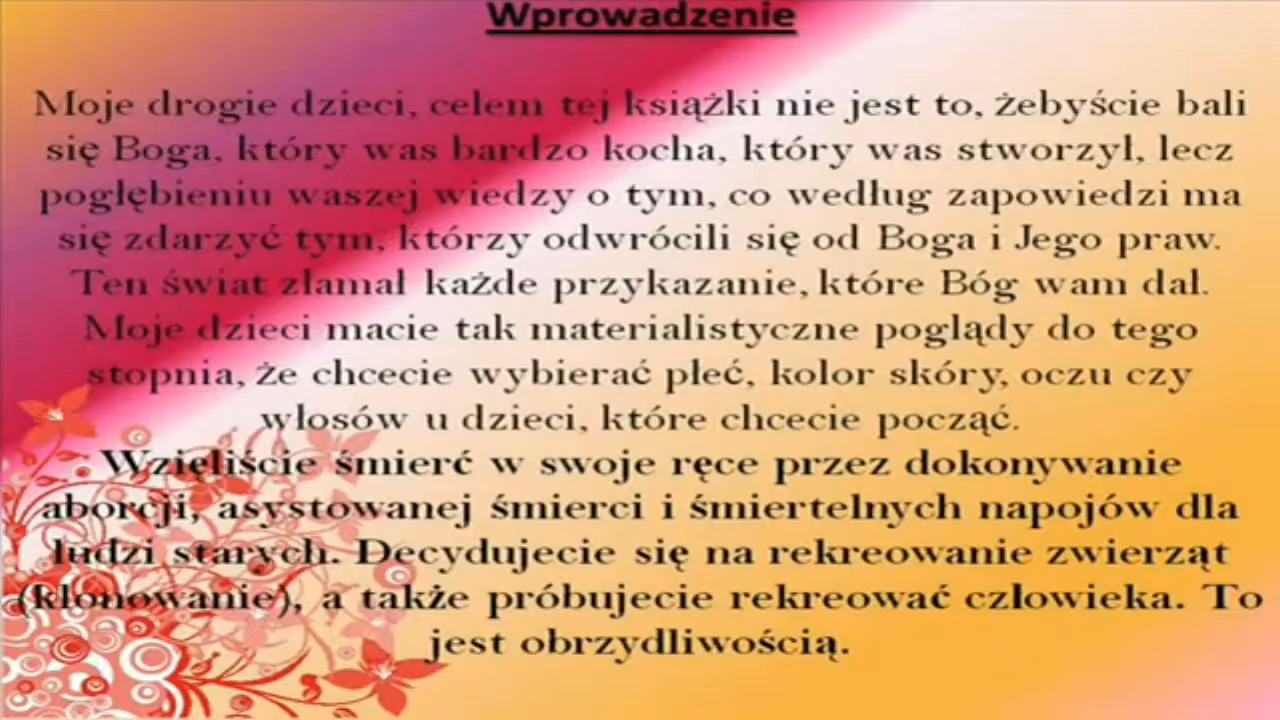 Wprowadzenie
Moje drogie dzieci, celem tej książki nie jest to, żebyście bali
się Boga, który was bardzo kocha, który was stworzył, lecz
pogłębieniu waszej wiedzy o tym, co według zapowiedzi ma
się zdarzyć tym, którzy odwrócili się od Boga i Jego praw.
Ten świat złamał każde przykazanie, które Bóg wam dał.
Moje dzieci macie tak materialistyczne poglądy do tego
stopnia, że chcecie wybierać płeć, kolor skóry, oczu czy
włosów u dzieci, które chcecie począć.
Wzięliście śmierć w swoje ręce przez dokonywanie
aborcji, asystowanej śmierci i śmiertelnych napojów dla
ludzi starych. Decydujecie się na rekreowanie zwierząt
(klonowanie), a także próbujecie rekreować człowieka. To
jest obrzydliwością.